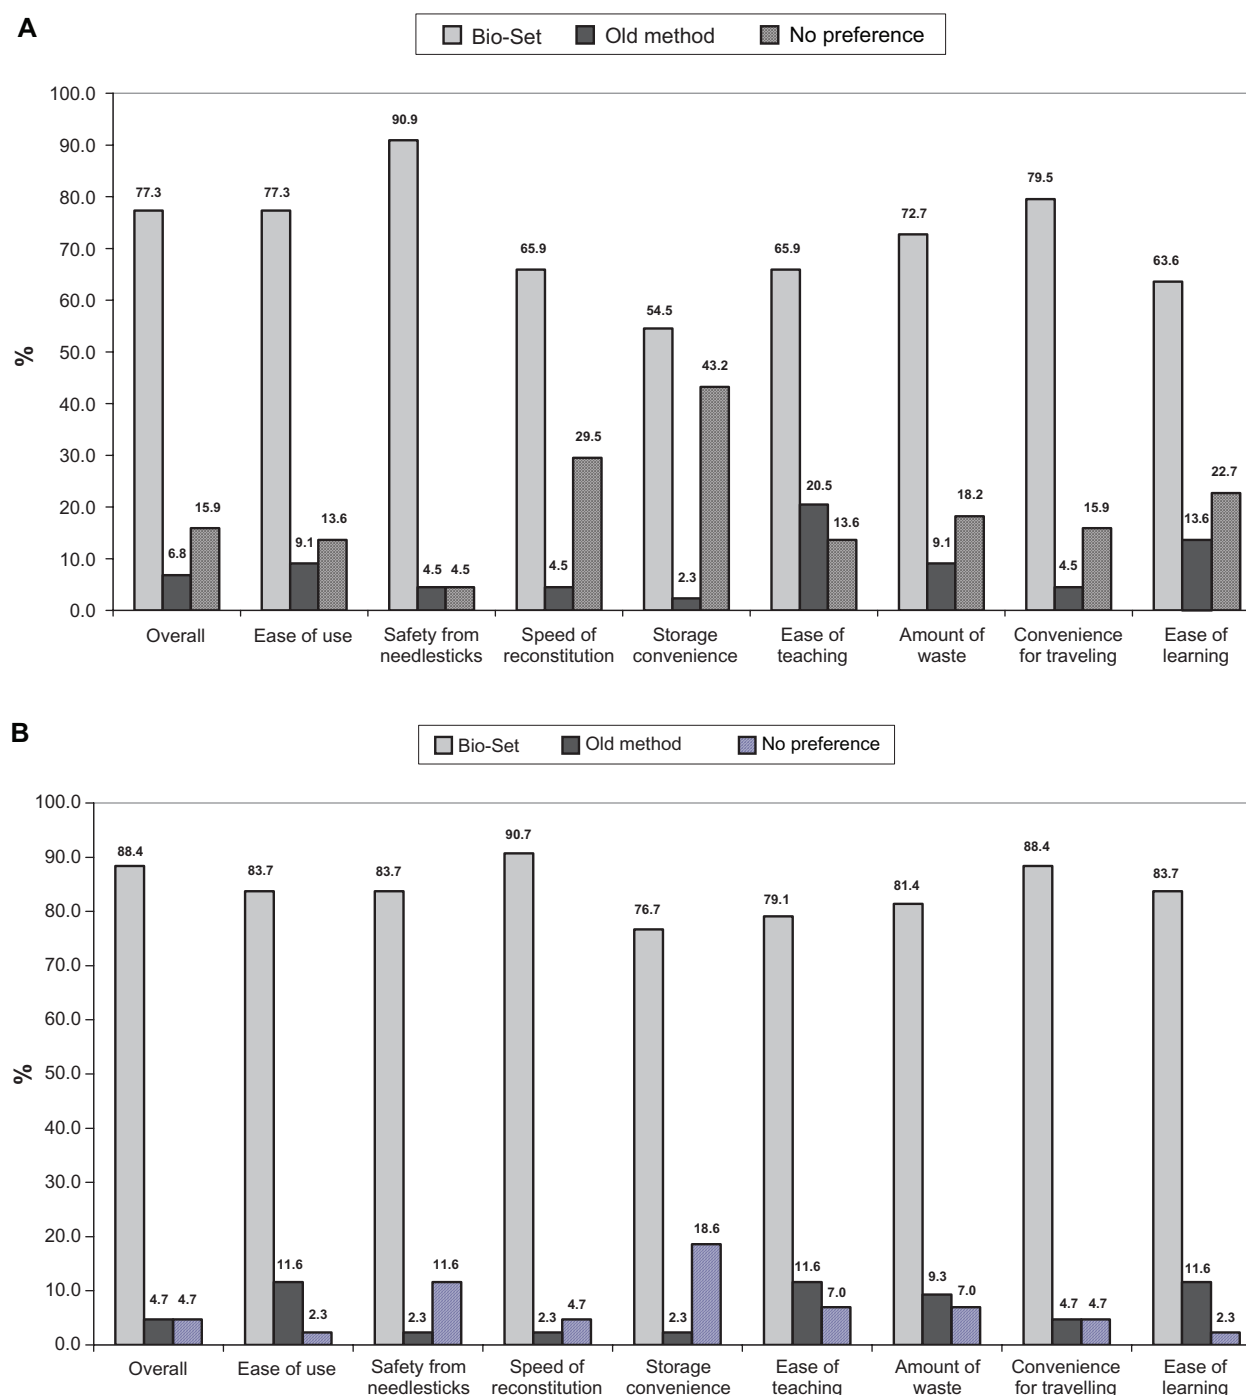 A
Bio-Set Old method No preference
100.0
90.0
80.0
70.0
60.0
50.0
40.0
30.0
20.0
10.0
0.0
%
77.3 6.8 15.9
77.3 9.1 13.6
90.9 4.5 4.5
65.9 4.5 29.5
54.5 2.3 43.2
65.9 20.5 13.6
72.7 9.1 18.2
79.5 4.5 15.9
63.6 13.6 22.7
Overall
Ease of use
Safety from
needlesticks
Speed of
reconstitution
Storage
convenience
Ease of
teaching
Amount of
waste
Convenience
for traveling
Ease of
learning
B
Bio-Set Old method No preference
100.0
90.0
80.0
70.0
60.0
50.0
40.0
30.0
20.0
10.0
0.0
%
88.4 4.7 4.7
83.7 11.6 2.3
83.7 2.3 11.6
90.7 2.3 4.7
76.7 2.3 18.6
79.1 11.6 7.0
81.4 9.3 7.0
88.4 4.7 4.7
83.7 11.6 2.3
Overall
Ease of use
Safety from
needlesticks
Speed of
reconstitution
Storage
convenience
Ease of
teaching
Amount of
waste
Convenience
for travelling
Ease of
learning